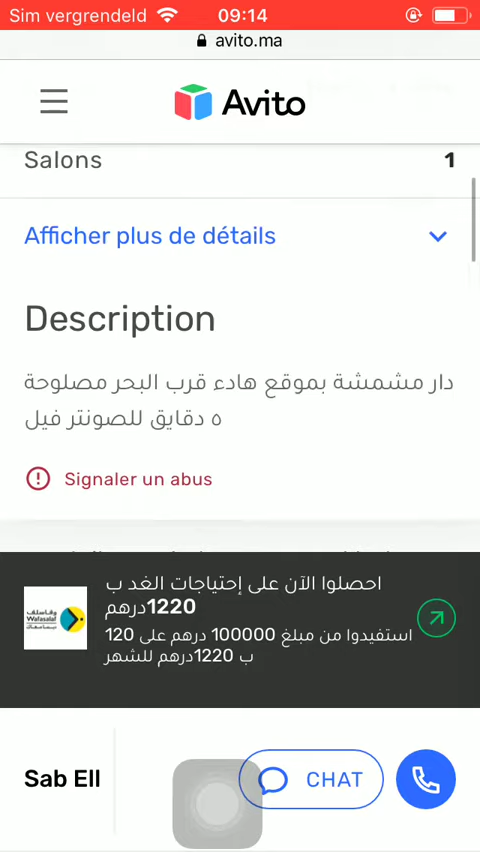 Sim vergrendeld 09:14
avito.ma
Avito
Salons 1
Afficher plus de détails
Description
دار مشمشة بموقع هادء قرب البحر مصلوحة
٥ دقايق للصونتر فيل
Signaler un abus
احصلوا الآن على إحتياجات الغد ب
1220درهم
وفاسلف
Wafasalaf
استفيدوا من مبلغ 100000 درهم على 120
ب 1220درهم للشهر
Sab Ell
CHAT